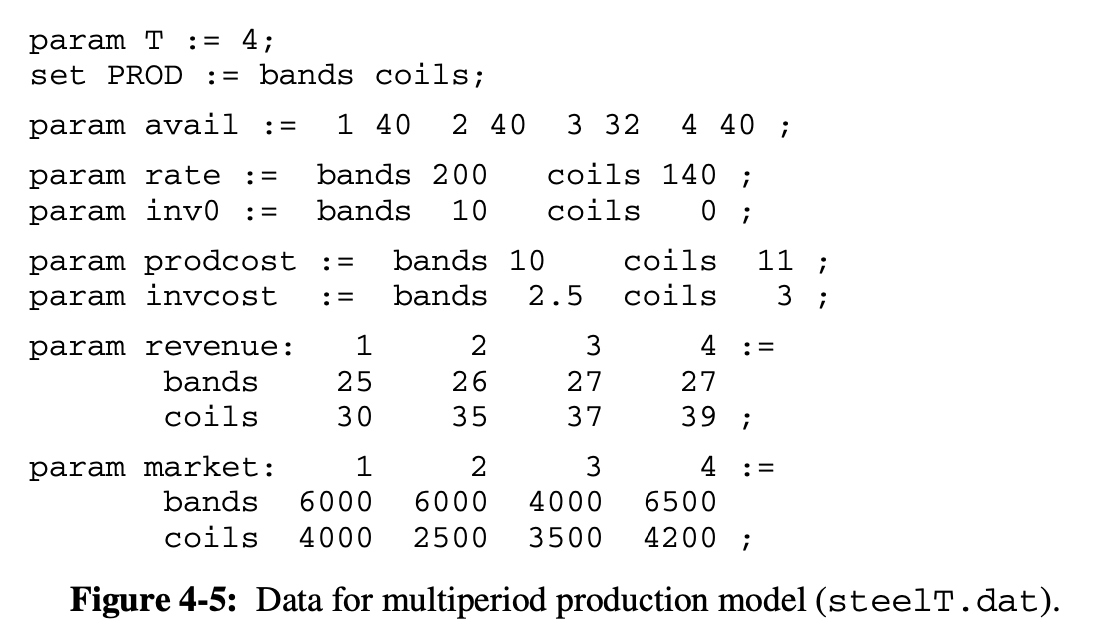 param T := 4;
set PROD := bands coils;
param avail := 1 40 2 40 3 32 4 40 ;
param rate := bands 200 coils 140 ;
param inv0 := bands 10 coils 0 ;
param prodcost := bands 10 coils 11 ;
param invcost := bands 2.5 coils 3 ;
param revenue: 1 2 3 4 :=
bands 25 26 27 27
coils 30 35 37 39 ;
param market: 1 2 3 4 :=
bands 6000 6000 4000 6500
coils 4000 2500 3500 4200 ;
Figure 4-5: Data for multiperiod production model (steelT.dat).